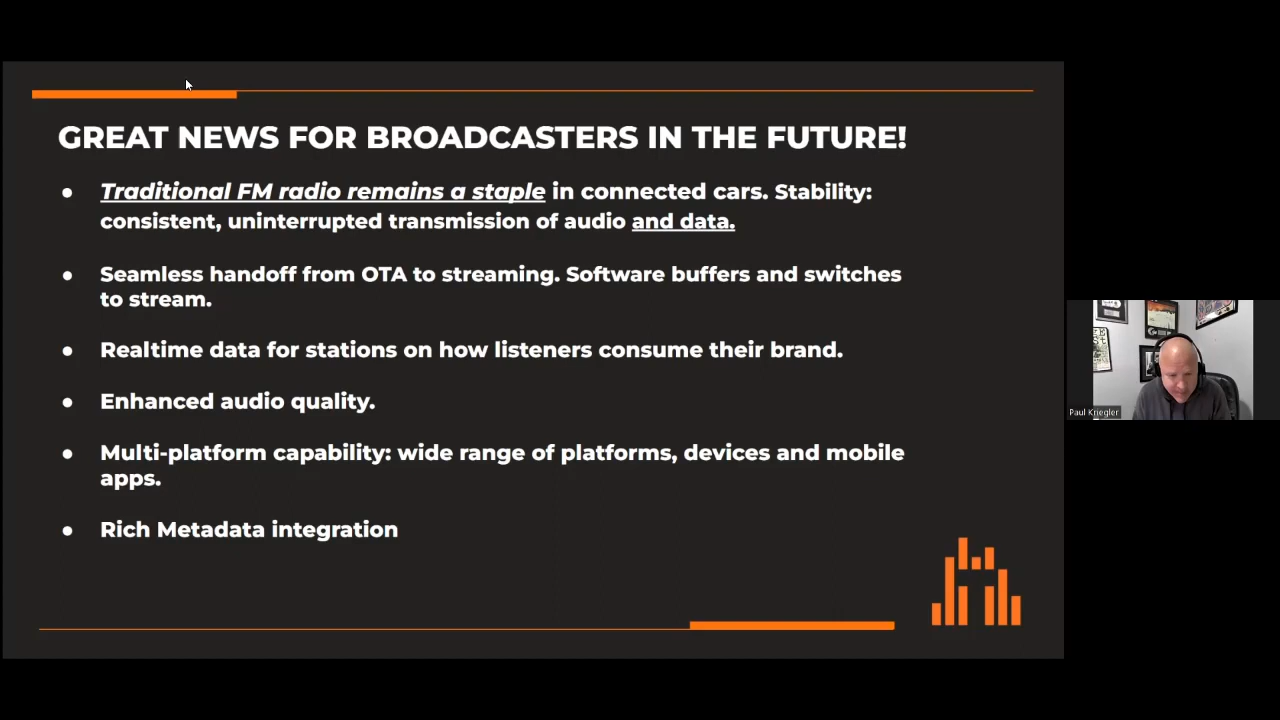 GREAT NEWS FOR BROADCASTERS IN THE FUTURE!
● Traditional FM radio remains a staple in connected cars. Stability:
consistent, uninterrupted transmission of audio and data.
● Seamless handoff from OTA to streaming. Software buffers and switches
to stream.
● Realtime data for stations on how listeners consume their brand.
● Enhanced audio quality.
● Multi-platform capability: wide range of platforms, devices and mobile
apps.
● Rich Metadata integration
Paul Kriegler